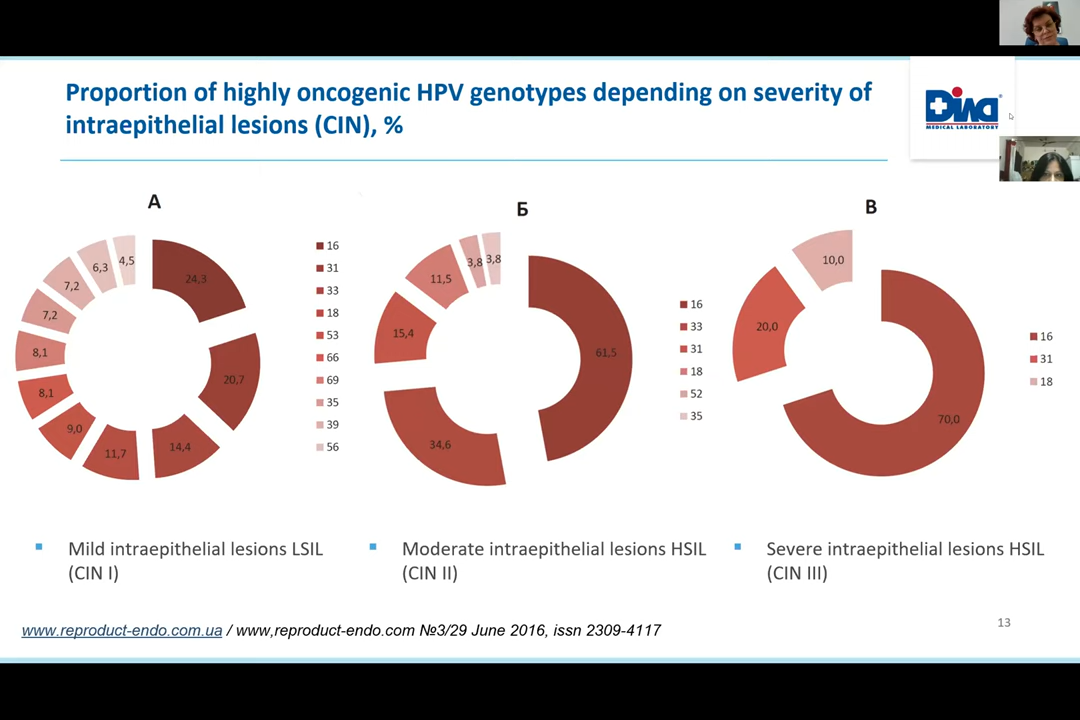 Proportion of highly oncogenic HPV genotypes depending on severity of
intraepithelial lesions (CIN), %
Dıla
MEDICAL LABORATORY
А
24,3
20,7
14,4
11,7
9,0
8,1
8,1
7,2
7,2
6,3
4,5
16
31
33
18
53
66
69
35
39
56
Б
61,5
34,6
15,4
11,5
3,8
3,8
16
33
31
18
52
35
В
70,0
20,0
10,0
16
31
18
Mild intraepithelial lesions LSIL
(CIN I)
Moderate intraepithelial lesions HSIL
(CIN II)
Severe intraepithelial lesions HSIL
(CIN III)
www.reproduct-endo.com.ua / www,reproduct-endo.com №3/29 June 2016, issn 2309-4117
13